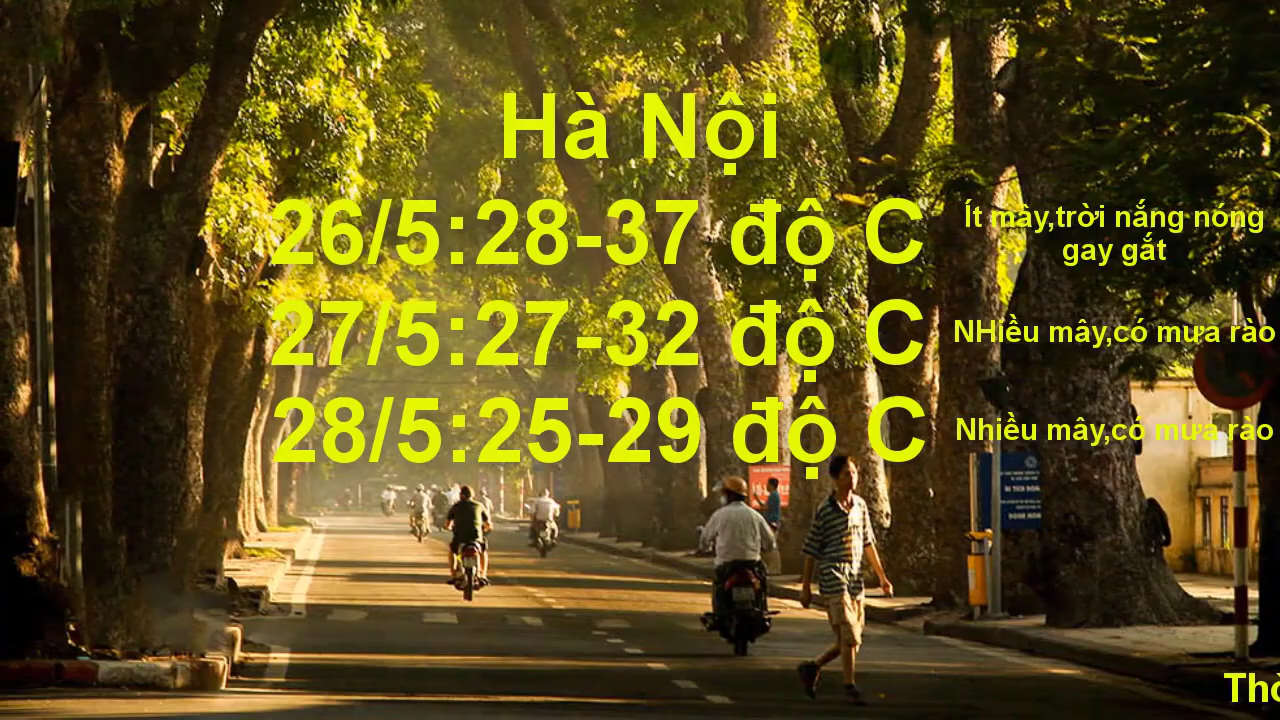 Hà Nội
26/5:28-37 độ C
Ít mây,trời nắng nóng
gay gắt
27/5:27-32 độ C
NHiều mây,có mưa rào
28/5:25-29 độ C
Nhiều mây,có mưa rào